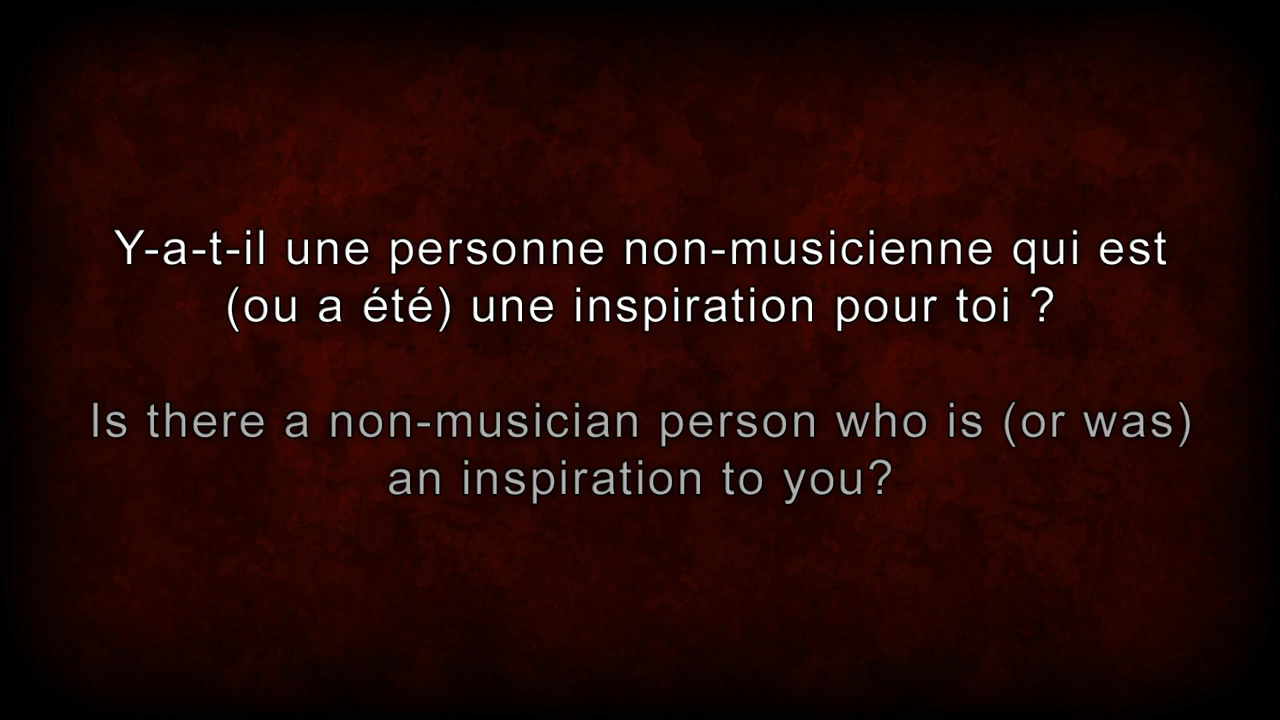 Y-a-t-il une personne non-musicienne qui est
(ou a été) une inspiration pour toi ?
Is there a non-musician person who is (or was)
an inspiration to you?